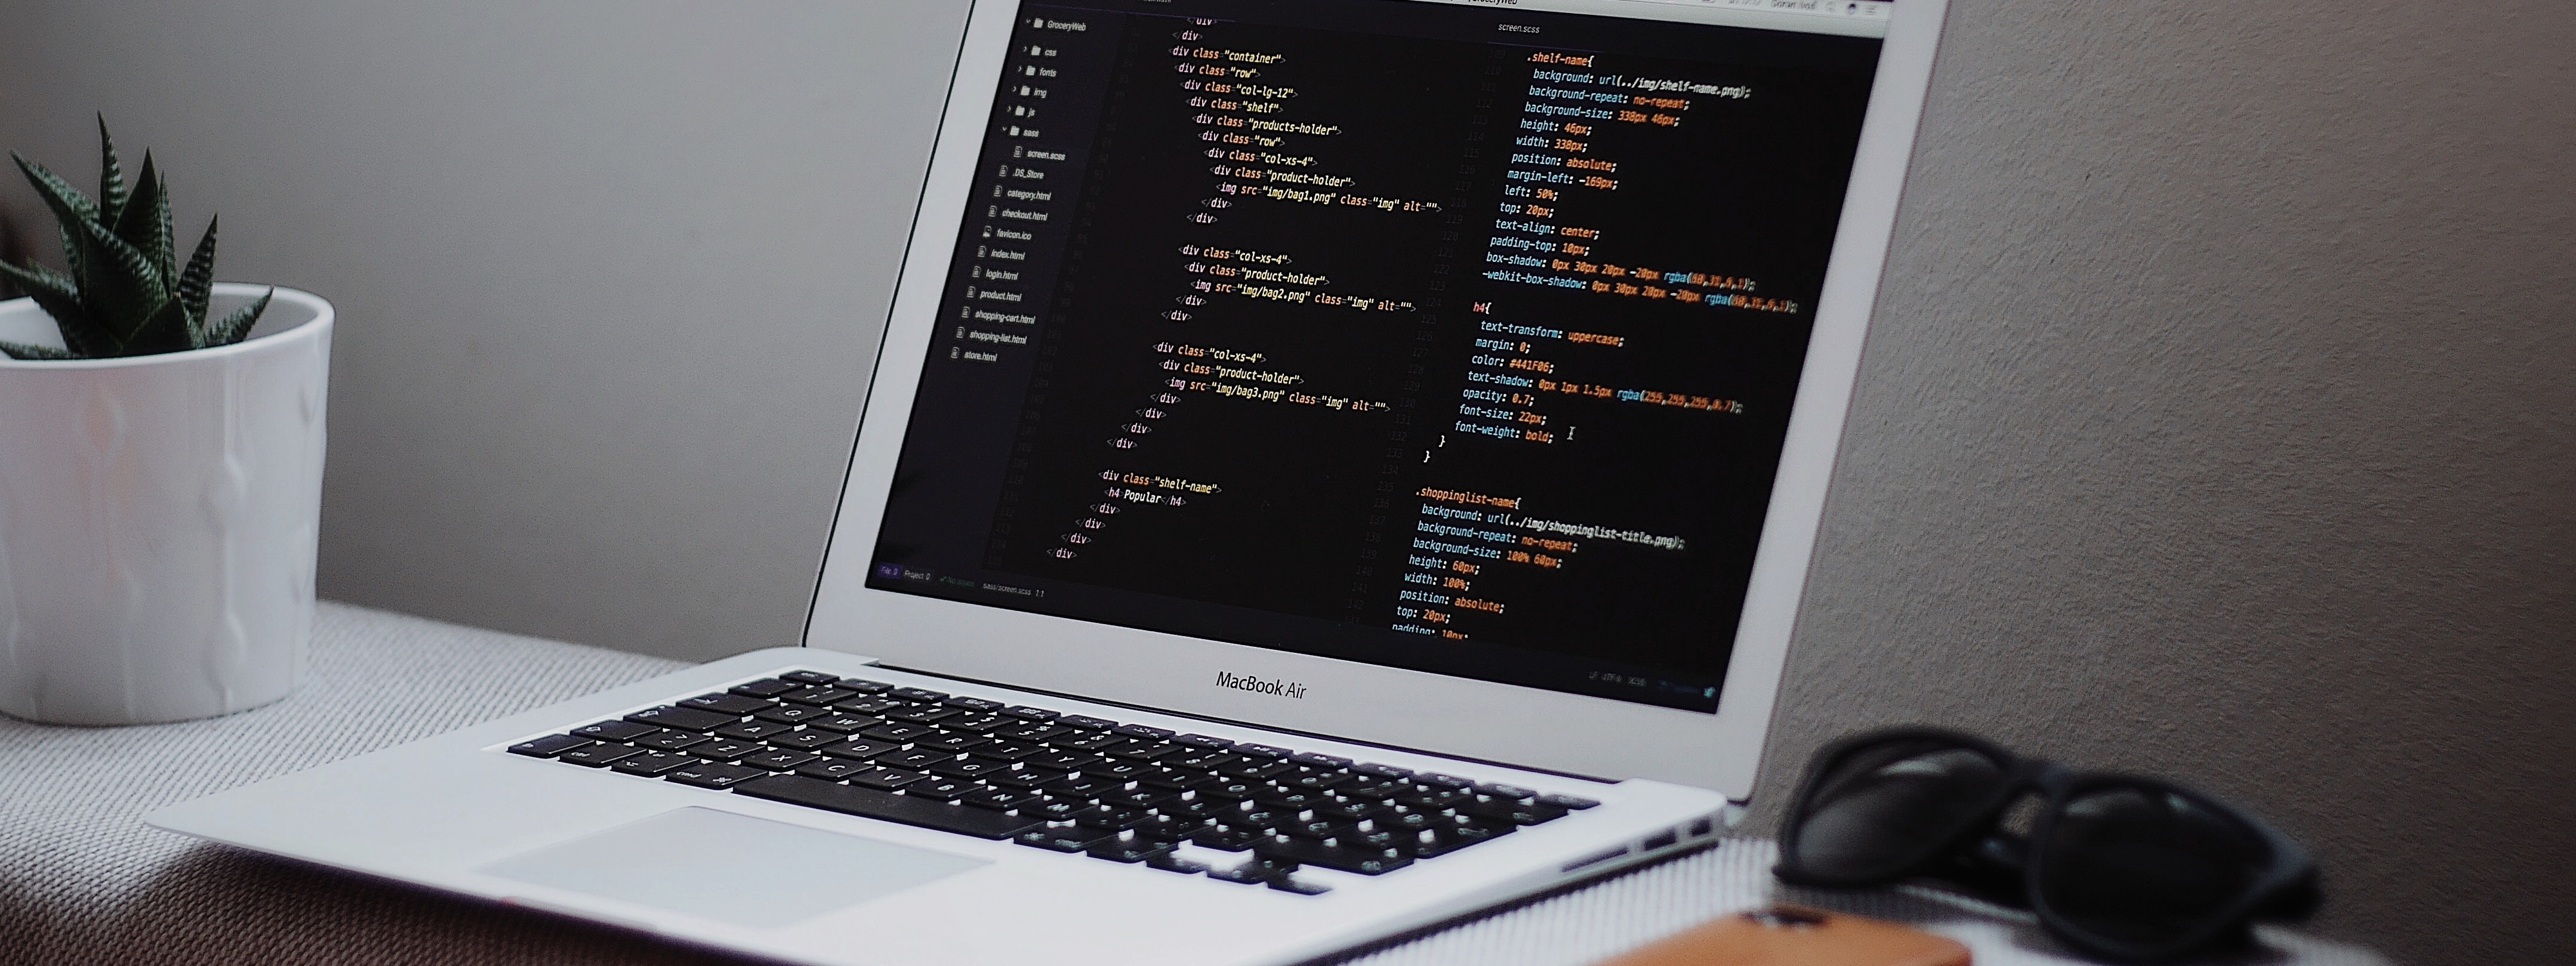 GroceryWeb
screen.scss
GroceryWeb
css
fonts
img
js
sass
screen.scss
.DS_Store
category.html
checkout.html
favicon.ico
index.html
login.html
product.html
shopping-cart.html
shopping-list.html
store.html
</div>
</div>
<div class="container">
<div class="row">
<div class="col-lg-12">
<div class="shelf">
<div class="products-holder">
<div class="row">
<div class="col-xs-4">
<div class="product-holder">
<img src="img/bag1.png" class="img" alt="">
</div>
</div>
<div class="col-xs-4">
<div class="product-holder">
<img src="img/bag2.png" class="img" alt="">
</div>
</div>
<div class="col-xs-4">
<div class="product-holder">
<img src="img/bag3.png" class="img" alt="">
</div>
</div>
</div>
</div>
<div class="shelf-name">
<h4>Popular</h4>
</div>
</div>
</div>
</div>
.shelf-name{
background: url(../img/shelf-name.png);
background-repeat: no-repeat;
background-size: 338px 46px;
height: 46px;
width: 338px;
position: absolute;
margin-left: -169px;
left: 50%;
top: 20px;
text-align: center;
padding-top: 10px;
box-shadow: 0px 30px 20px -20px rgba(60,31,6,1);
-webkit-box-shadow: 0px 30px 20px -20px rgba(60,31,6,1);
h4{
text-transform: uppercase;
margin: 0;
color: #441F06;
text-shadow: 0px 1px 1.5px rgba(255,255,255,0.7);
opacity: 0.7;
font-size: 22px;
font-weight: bold;
}
}
.shoppinglist-name{
background: url(../img/shoppinglist-title.png);
background-repeat: no-repeat;
background-size: 100% 60px;
height: 60px;
width: 100%;
position: absolute;
top: 20px;
padding: 10px;
File 0 Project 0 sass/screen.scss 1:1
MacBook Air